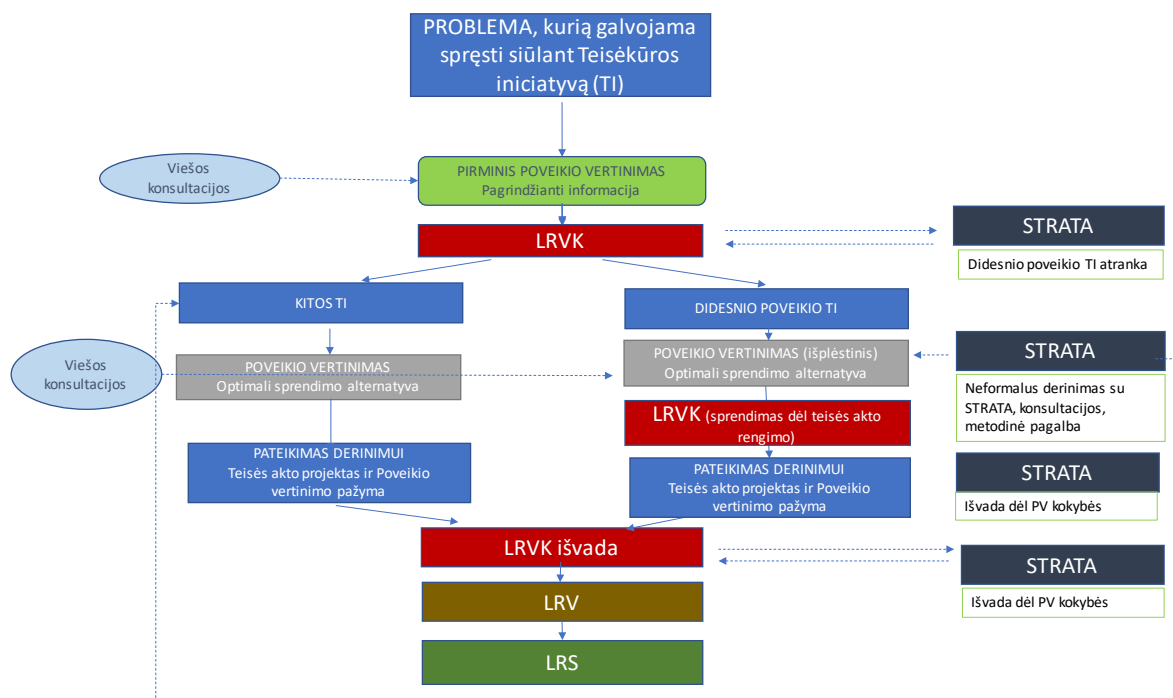 PROBLEMA, kurią galvojama
spręsti siūlant Teisėkūros
iniciatyvą (TI)
Viešos
konsultacijos
PIRMINIS POVEIKIO VERTINIMAS
Pagrindžianti informacija
LRVK
STRATA
Didesnio poveikio TI atranka
KITOS TI
DIDESNIO POVEIKIO TI
Viešos
konsultacijos
POVEIKIO VERTINIMAS
Optimali sprendimo alternatyva
POVEIKIO VERTINIMAS (išplėstinis)
Optimali sprendimo alternatyva
STRATA
Neformalus derinimas su
STRATA, konsultacijos,
metodinė pagalba
LRVK (sprendimas dėl teisės akto
rengimo)
PATEIKIMAS DERINIMUI
Teisės akto projektas ir Poveikio
vertinimo pažyma
PATEIKIMAS DERINIMUI
Teisės akto projektas ir Poveikio
vertinimo pažyma
STRATA
Išvada dėl PV kokybės
LRVK išvada
STRATA
Išvada dėl PV kokybės
LRV
LRS